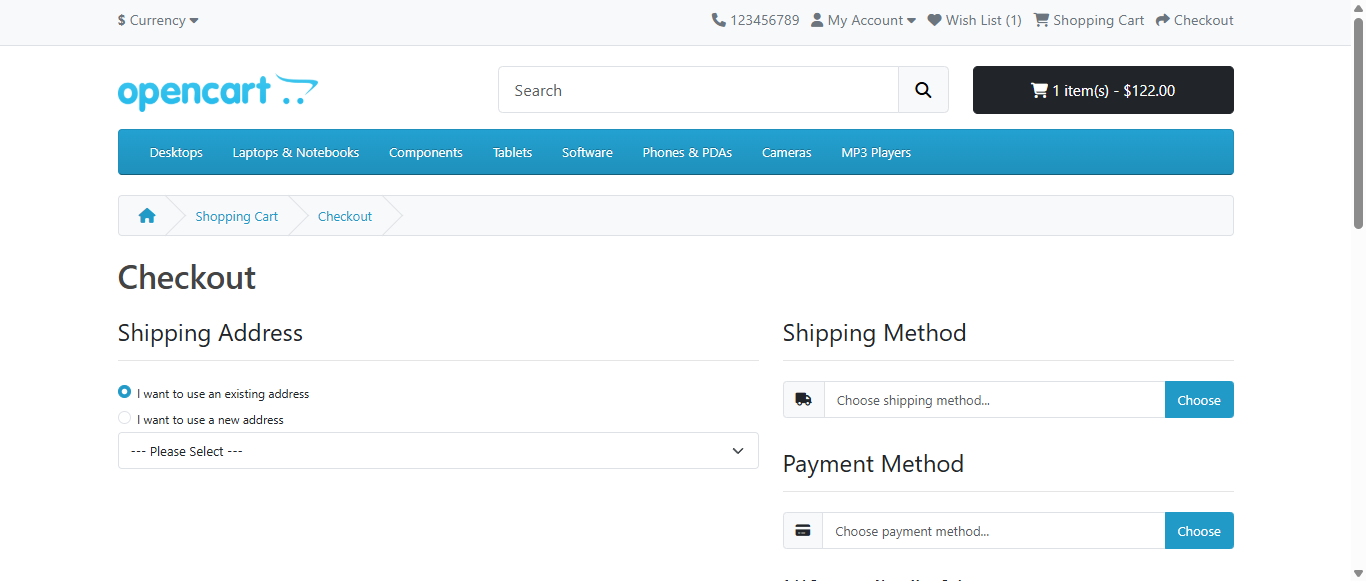 $ Currency
123456789 My Account Wish List (1) Shopping Cart Checkout
opencart
Search
1 item(s) - $122.00
Desktops Laptops & Notebooks Components Tablets Software Phones & PDAs Cameras MP3 Players
Shopping Cart Checkout
Checkout
Shipping Address
I want to use an existing address
I want to use a new address
--- Please Select ---
Shipping Method
Choose shipping method... Choose
Payment Method
Choose payment method... Choose